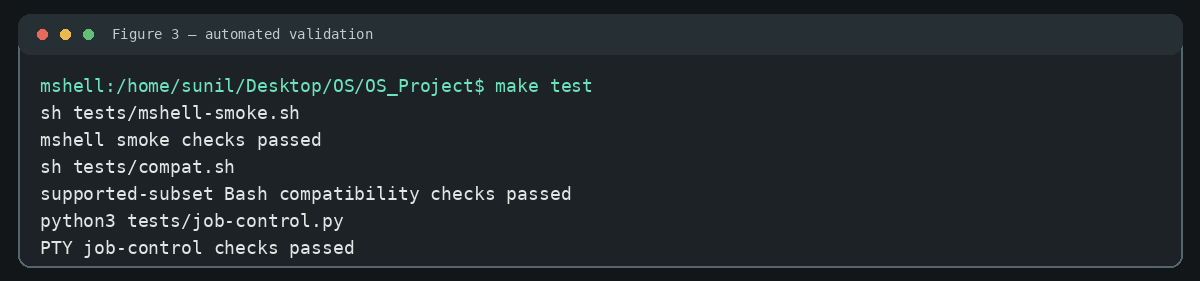 Figure 3 — automated validation
mshell:/home/sunil/Desktop/OS/OS_Project$ make test
sh tests/mshell-smoke.sh
mshell smoke checks passed
sh tests/compat.sh
supported-subset Bash compatibility checks passed
python3 tests/job-control.py
PTY job-control checks passed